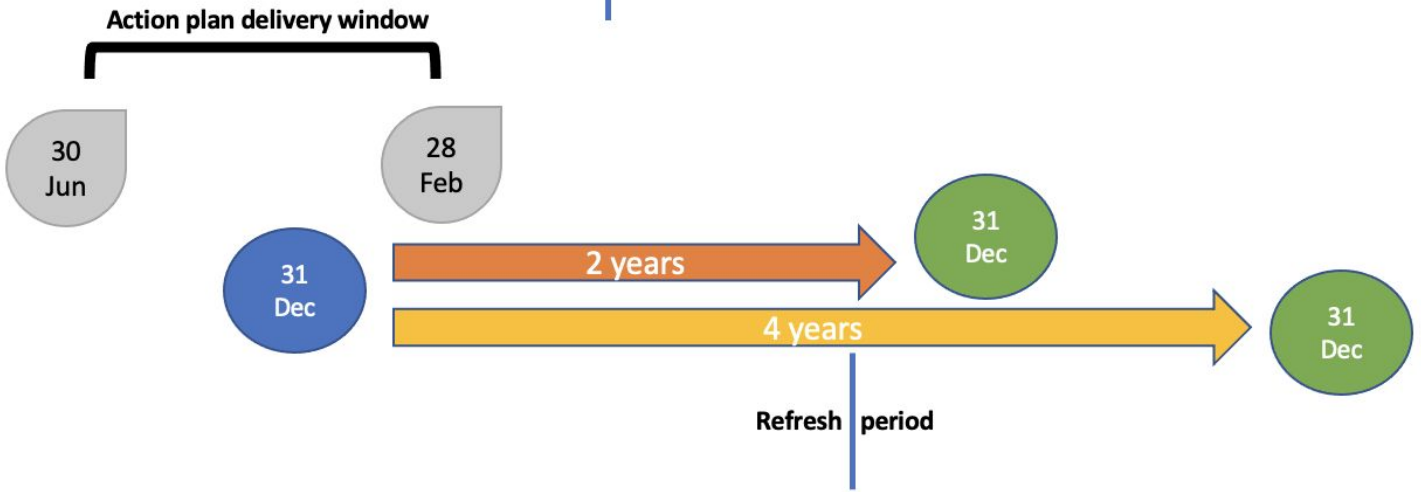 Action plan delivery window
30
Jun
28
Feb
31
Dec
2 years
31
Dec
4 years
31
Dec
Refresh period